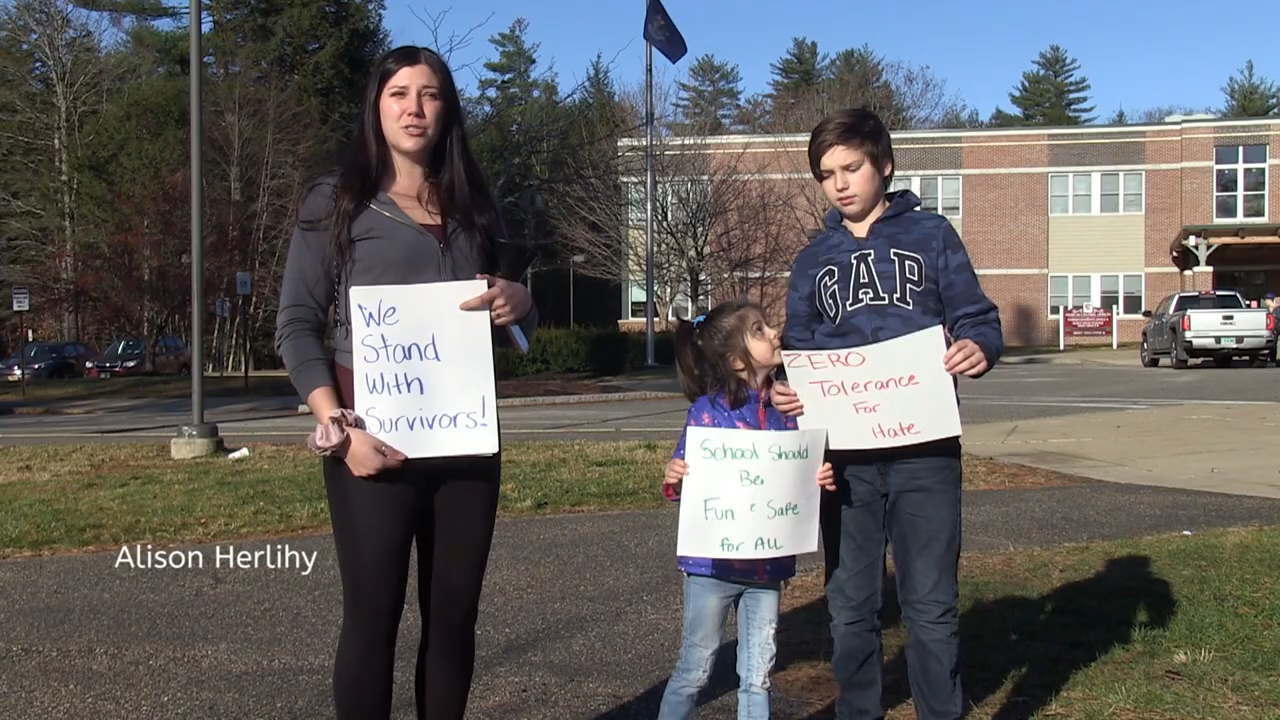 We
Stand
With
Survivors!
GAP
ZERO
Tolerance
For
Hate
School Should
Be
Fun & Safe
for ALL
Alison Herlihy